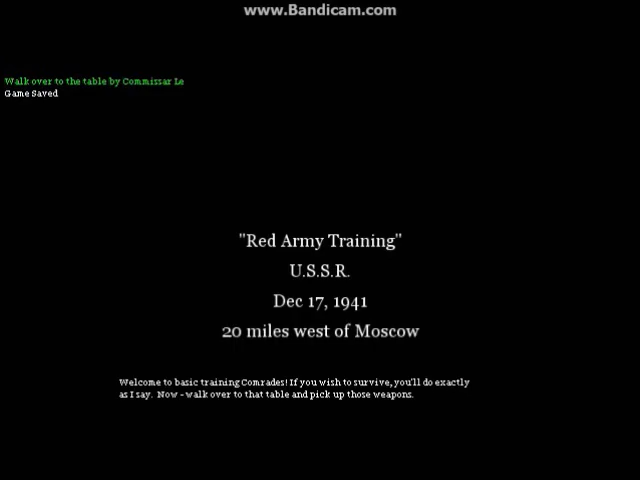 www.Bandicam.com
Walk over to the table by Commissar Le
Game Saved
"Red Army Training"
U.S.S.R.
Dec 17, 1941
20 miles west of Moscow
Welcome to basic training Comrades! If you wish to survive, you'll do exactly
as I say. Now - walk over to that table and pick up those weapons.